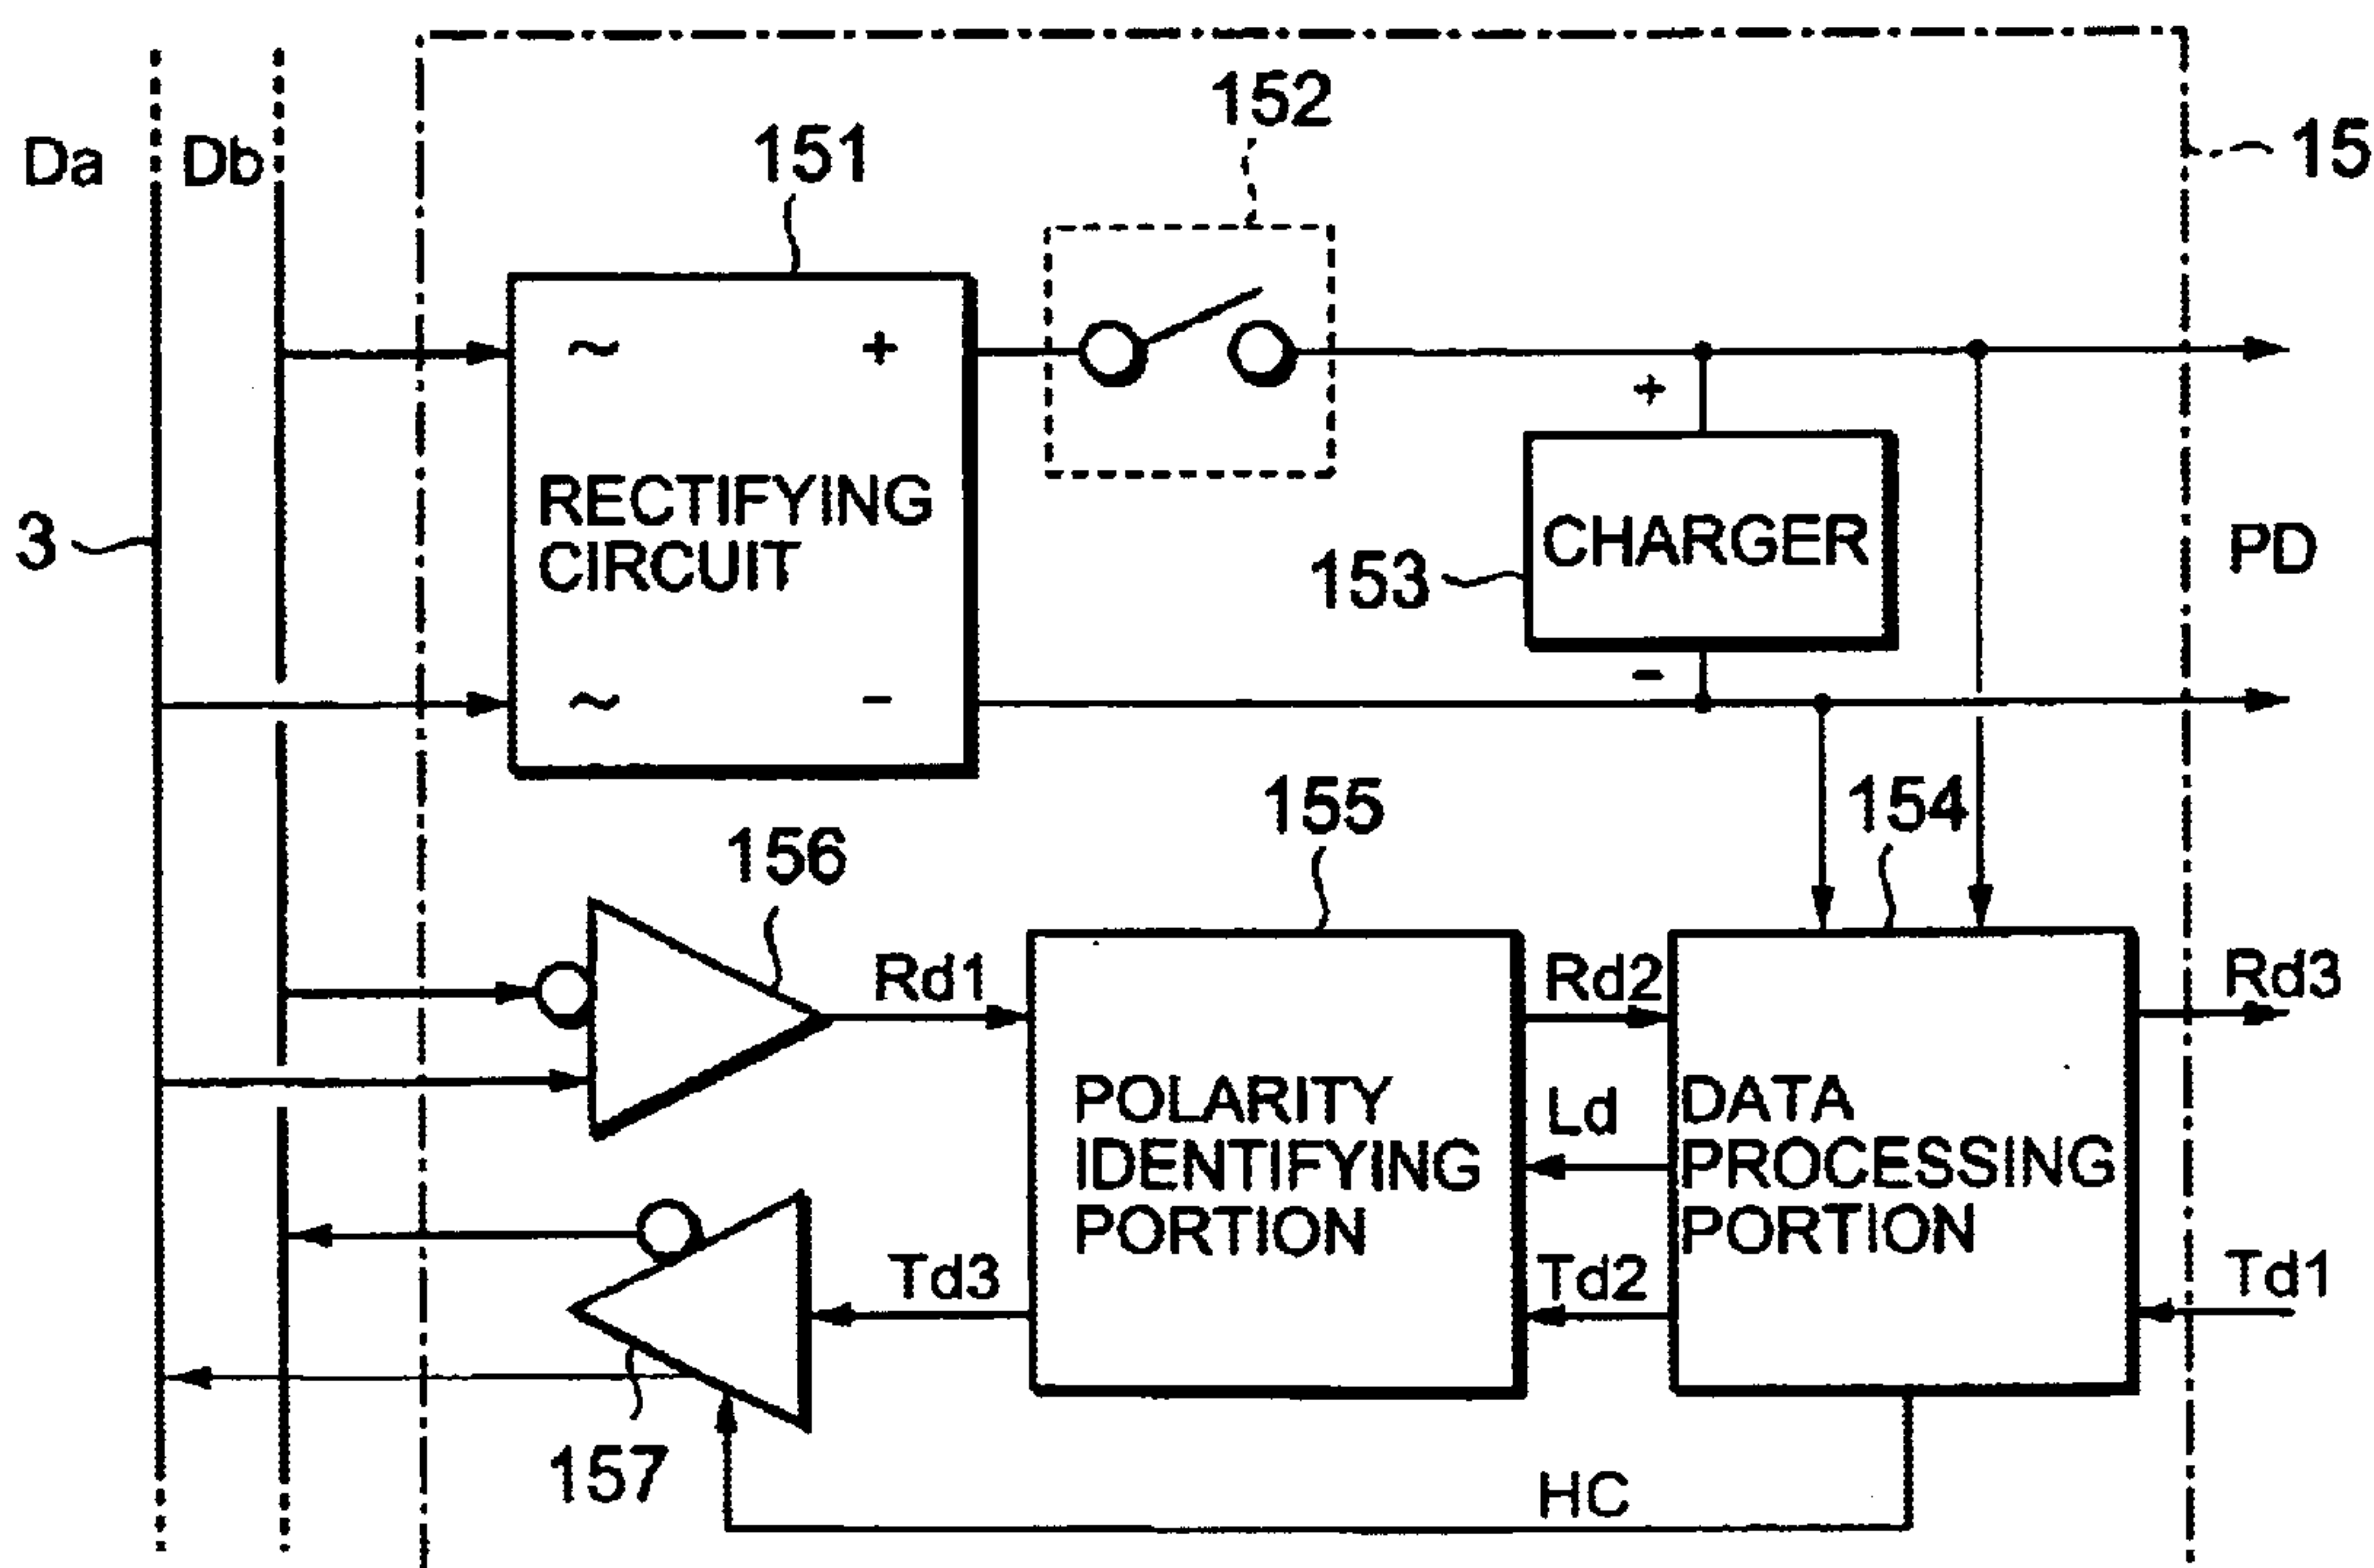 152
Da
Db
151
15
~
+
+
RECTIFYING
CIRCUIT
CHARGER
3
153
PD
-
~
-
155
154
156
Rd1
Rd2
Rd3
POLARITY
IDENTIFYING
PORTION
Ld
DATA
PROCESSING
PORTION
Td3
Td2
Td1
157
HC